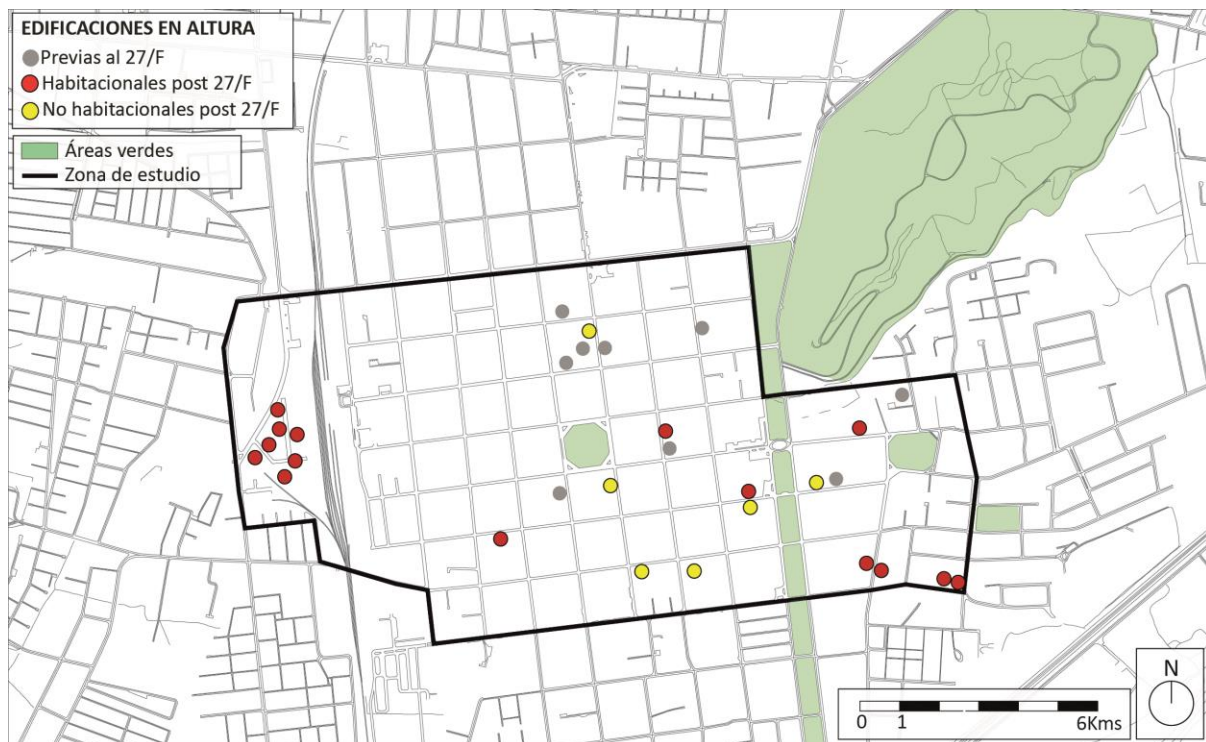 EDIFICACIONES EN ALTURA
Previas al 27/F
Habitacionales post 27/F
No habitacionales post 27/F
Áreas verdes
Zona de estudio
N
0 1 6Kms